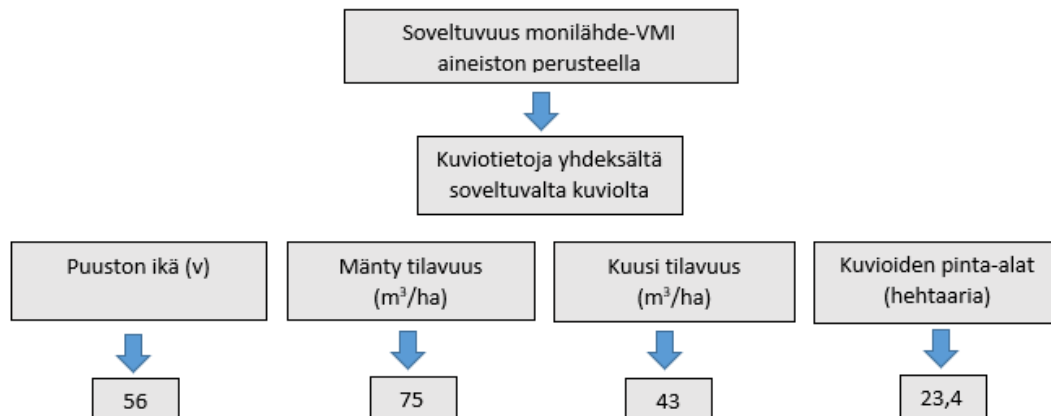 Soveltuvuus monilähde-VMI
aineiston perusteella
Kuviotietoja yhdeksältä
soveltuvalta kuviolta
Puuston ikä (v)
Mänty tilavuus
(m³/ha)
Kuusi tilavuus
(m³/ha)
Kuvioiden pinta-alat
(hehtaaria)
56
75
43
23,4